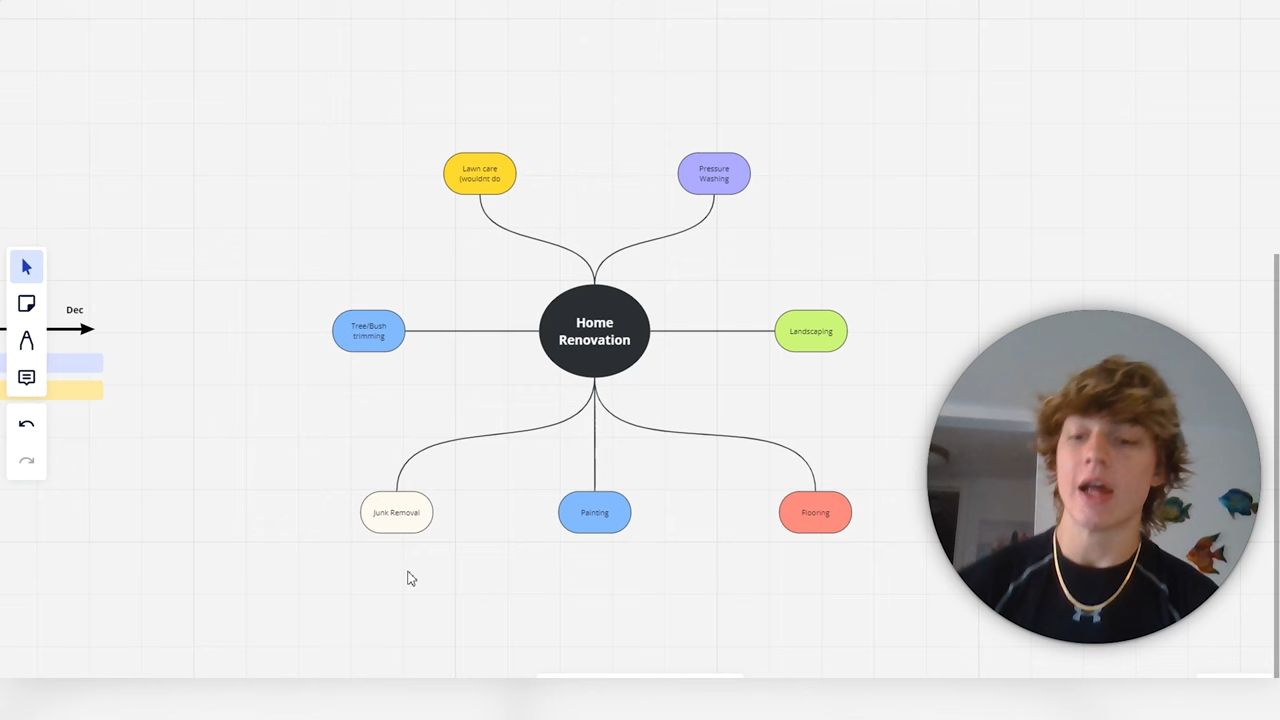 Lawn care
(wouldnt do
Pressure
Washing
Dec
Tree/Bush
trimming
Home
Renovation
Landscaping
Junk Removal
Painting
Flooring